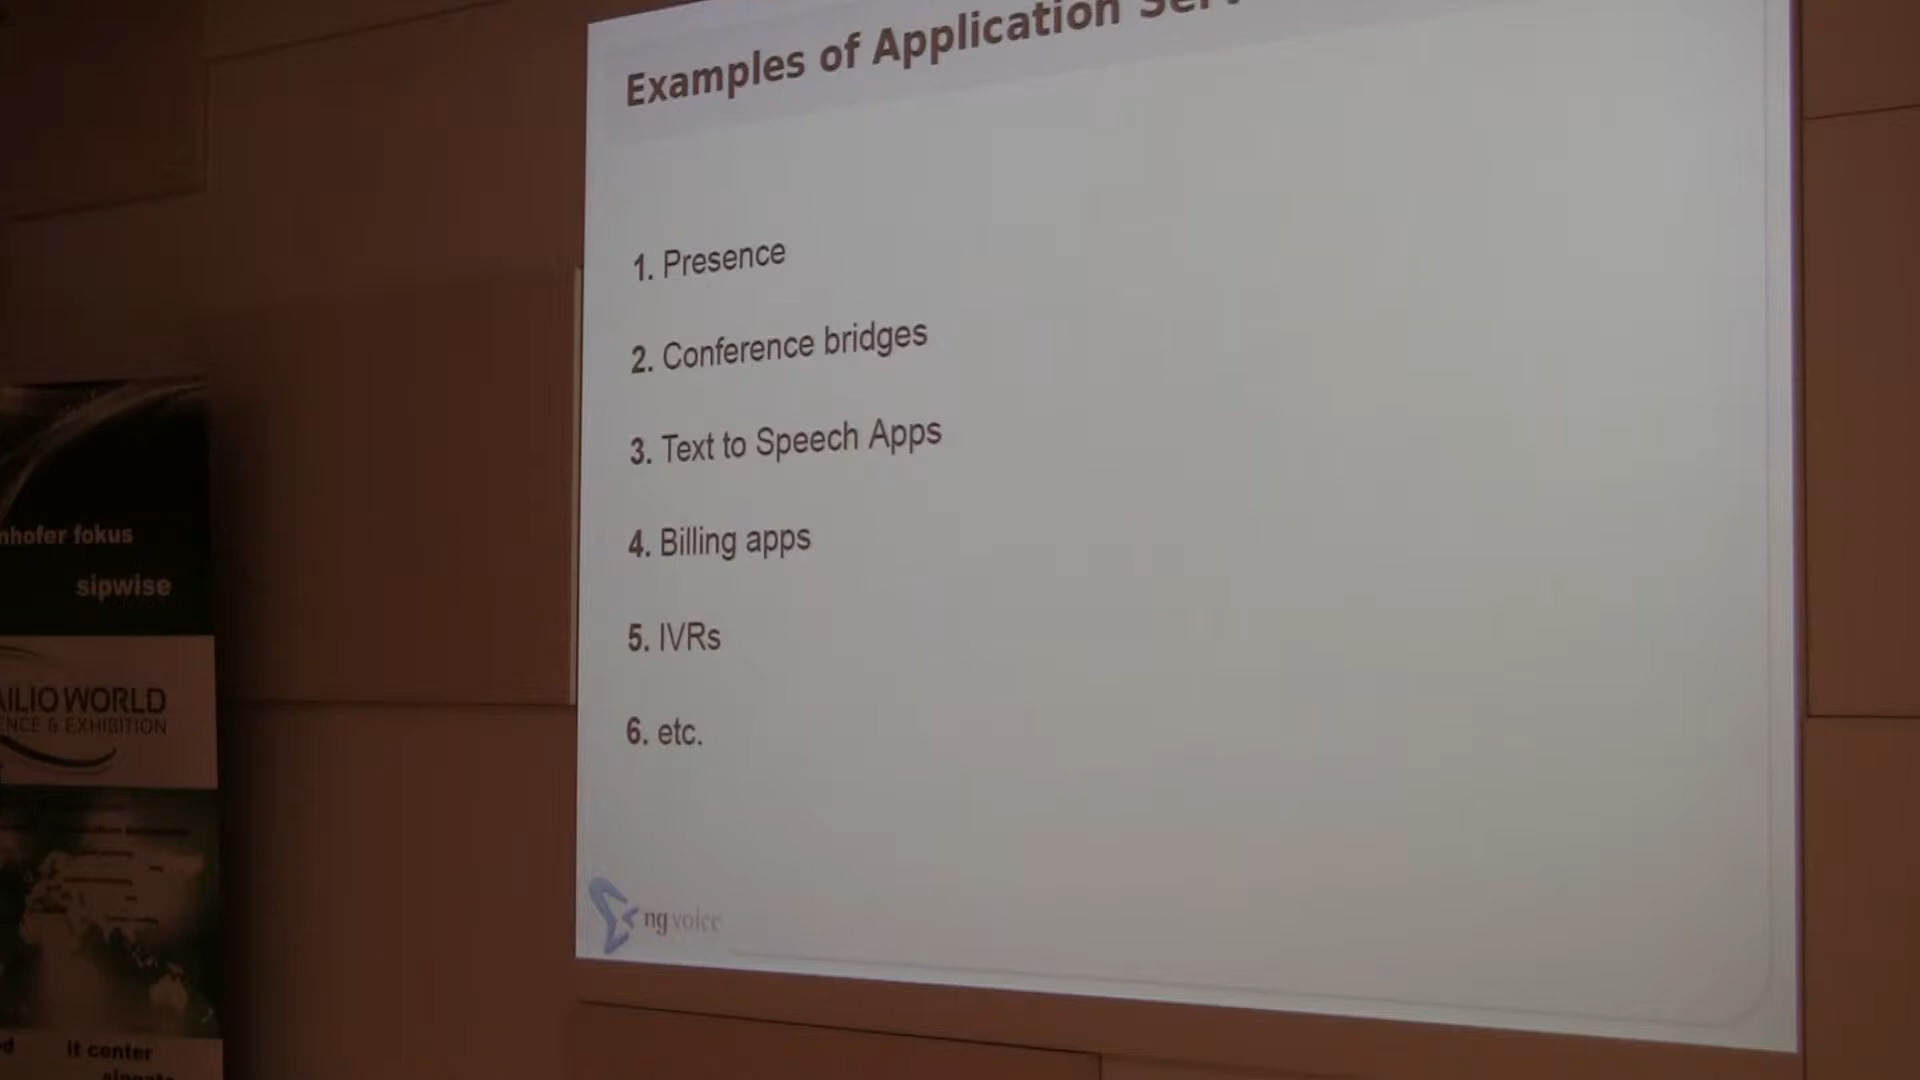 Examples of Application
1. Presence
2. Conference bridges
3. Text to Speech Apps
4. Billing apps
5. IVRs
6. etc.
ng voice
nhofer fokus
sipwise
AILIO WORLD
ENCE & EXHIBITION
it center